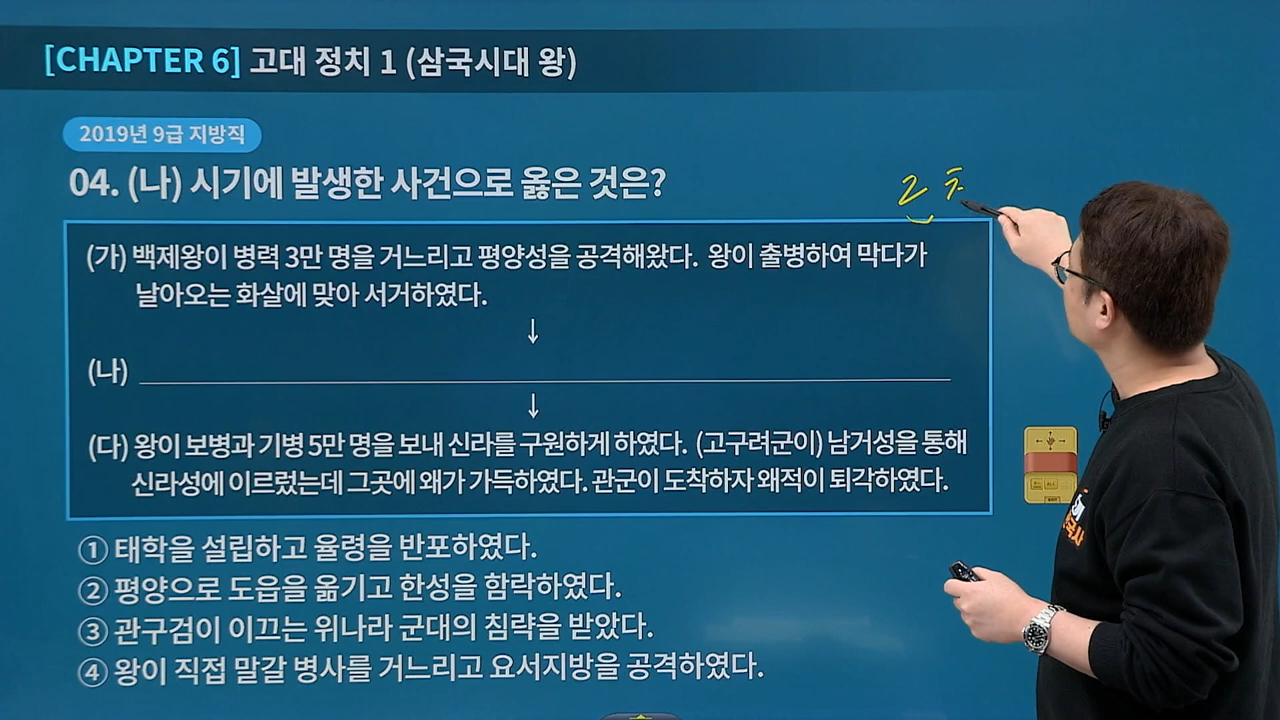 [CHAPTER 6] 고대 정치 1 (삼국시대 왕)
2019년 9급 지방직
04. (나) 시기에 발생한 사건으로 옳은 것은?
2
(가) 백제왕이 병력 3만 명을 거느리고 평양성을 공격해왔다. 왕이 출병하여 막다가
날아오는 화살에 맞아 서거하였다.
↓
(나)
↓
(다) 왕이 보병과 기병 5만 명을 보내 신라를 구원하게 하였다. (고구려군이) 남거성을 통해
신라성에 이르렀는데 그곳에 왜가 가득하였다. 관군이 도착하자 왜적이 퇴각하였다.
① 태학을 설립하고 율령을 반포하였다.
② 평양으로 도읍을 옮기고 한성을 함락하였다.
③ 관구검이 이끄는 위나라 군대의 침략을 받았다.
④ 왕이 직접 말갈 병사를 거느리고 요서지방을 공격하였다.